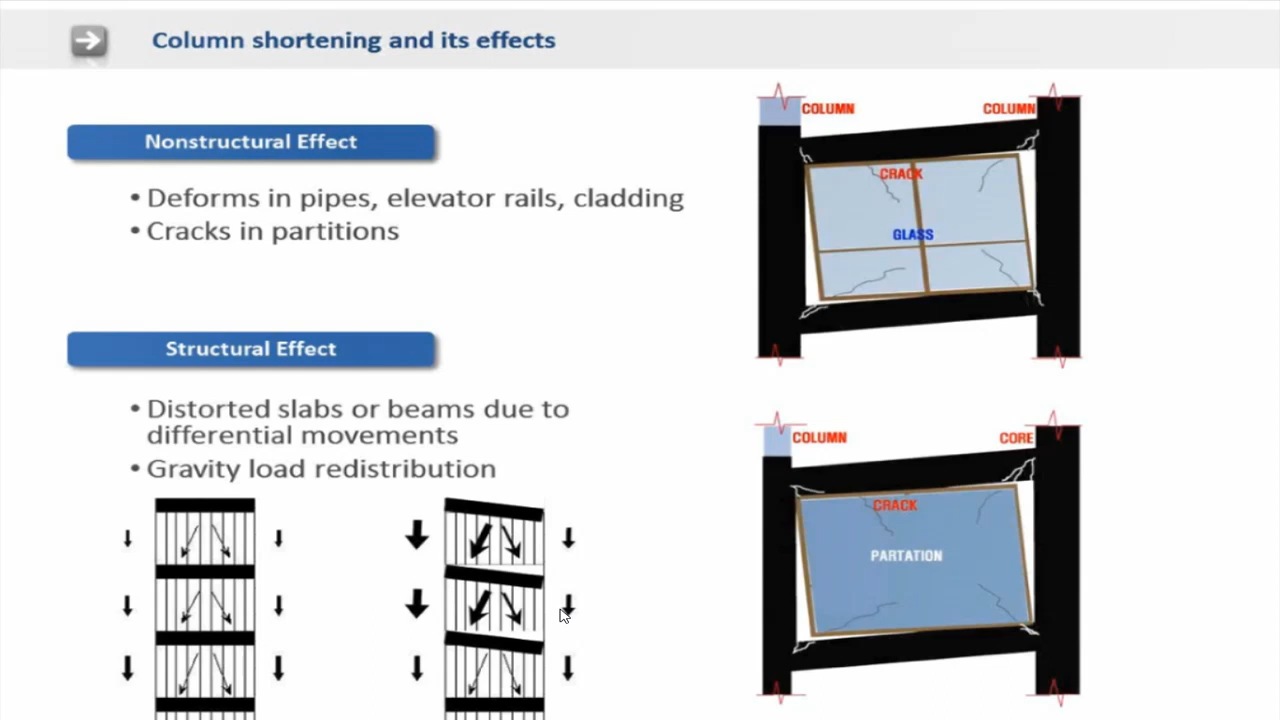 Column shortening and its effects
Nonstructural Effect
• Deforms in pipes, elevator rails, cladding
• Cracks in partitions
Structural Effect
• Distorted slabs or beams due to
differential movements
• Gravity load redistribution
COLUMN
COLUMN
CRACK
GLASS
COLUMN
CORE
CRACK
PARTATION